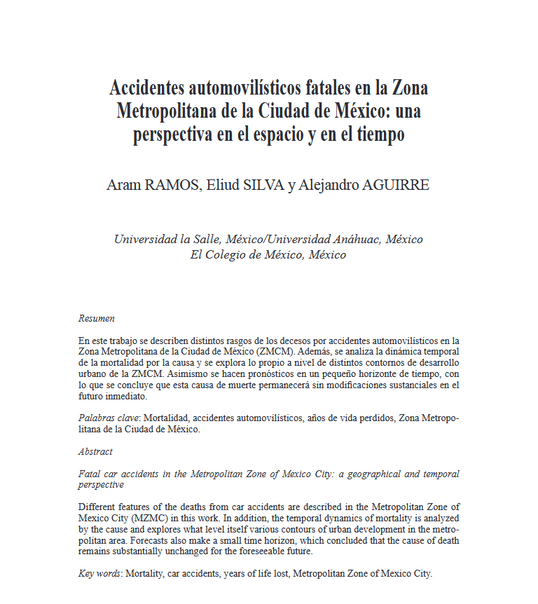 Accidentes automovilísticos fatales en la Zona
Metropolitana de la Ciudad de México: una
perspectiva en el espacio y en el tiempo
Aram RAMOS, Eliud SILVA y Alejandro AGUIRRE
Universidad la Salle, México/Universidad Anáhuac, México
El Colegio de México, México
Resumen
En este trabajo se describen distintos rasgos de los decesos por accidentes automovilísticos en la
Zona Metropolitana de la Ciudad de México (ZMCM). Además, se analiza la dinámica temporal
de la mortalidad por la causa y se explora lo propio a nivel de distintos contornos de desarrollo
urbano de la ZMCM. Asimismo se hacen pronósticos en un pequeño horizonte de tiempo, con
lo que se concluye que esta causa de muerte permanecerá sin modificaciones sustanciales en el
futuro inmediato.
Palabras clave: Mortalidad, accidentes automovilísticos, años de vida perdidos, Zona Metropo-
litana de la Ciudad de México.
Abstract
Fatal car accidents in the Metropolitan Zone of Mexico City: a geographical and temporal
perspective
Different features of the deaths from car accidents are described in the Metropolitan Zone of
Mexico City (MZMC) in this work. In addition, the temporal dynamics of mortality is analyzed
by the cause and explores what level itself various contours of urban development in the metro-
politan area. Forecasts also make a small time horizon, which concluded that the cause of death
remains substantially unchanged for the foreseeable future.
Key words: Mortality, car accidents, years of life lost, Metropolitan Zone of Mexico City.